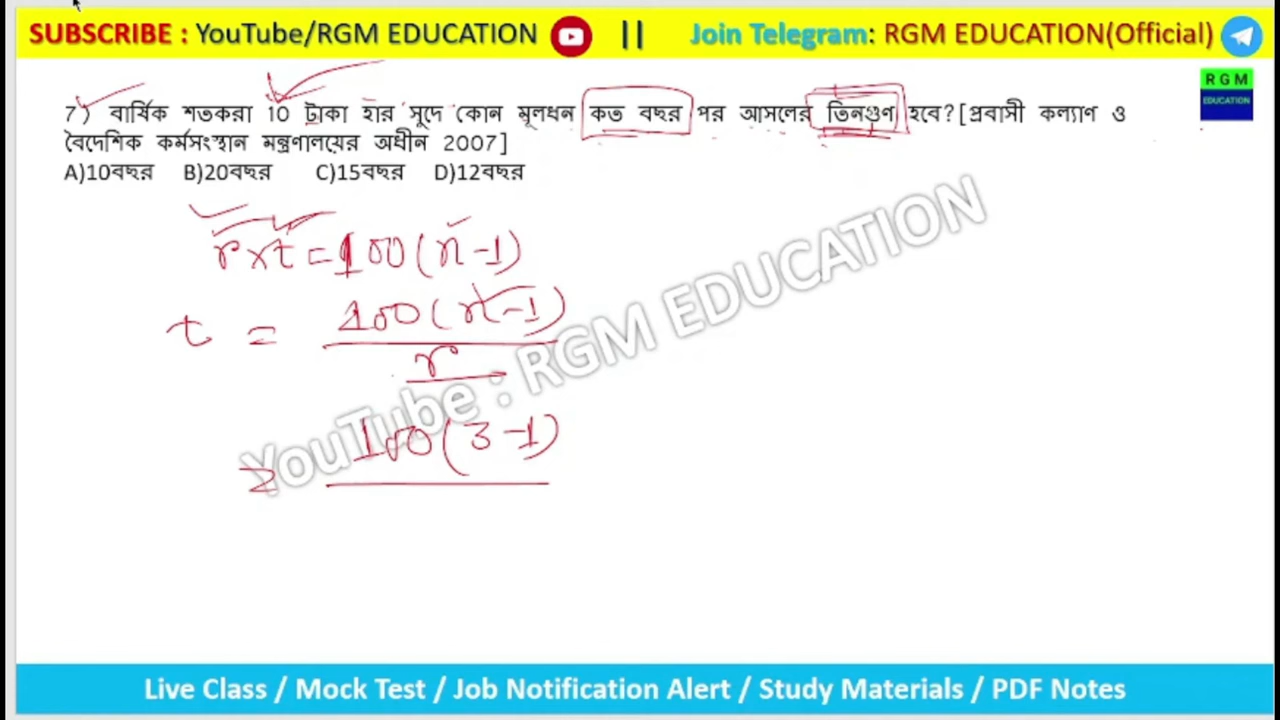 SUBSCRIBE : YouTube/RGM EDUCATION || Join Telegram: RGM EDUCATION(Official)
R G M
EDUCATION
7) বার্ষিক শতকরা 10 টাকা হার সুদে কোন মূলধন কত বছর পর আসলের তিনগুণ হবে?[প্রবাসী কল্যাণ ও
বৈদেশিক কর্মসংস্থান মন্ত্রণালয়ের অধীন 2007]
A)10বছর B)20বছর C)15বছর D)12বছর
r×t=100(n-1)
t = 100(n-1)
r
= 100(3-1)
YouTube : RGM EDUCATION
Live Class / Mock Test / Job Notification Alert / Study Materials / PDF Notes